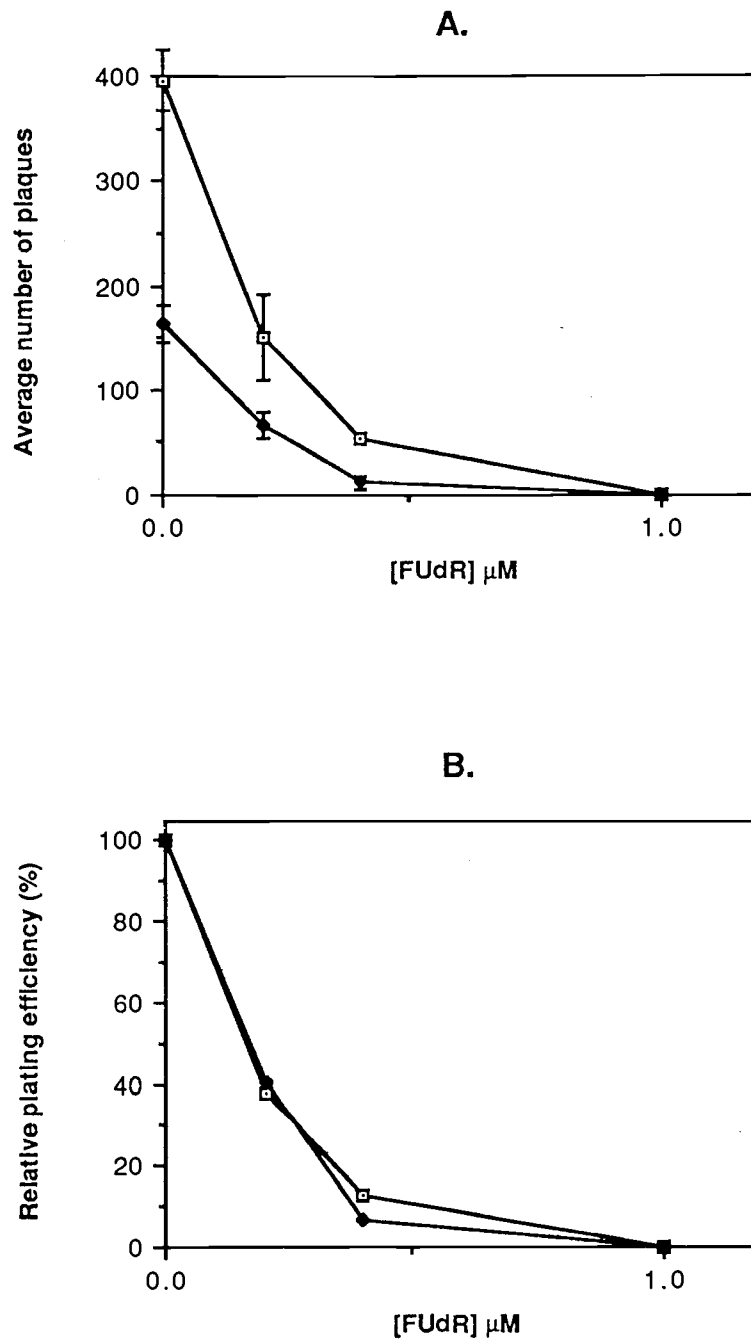 A.
Average number of plaques
400
300
200
100
0
0.0
1.0
[FUdR] μM
B.
Relative plating efficiency (%)
100
80
60
40
20
0
0.0
1.0
[FUdR] μM